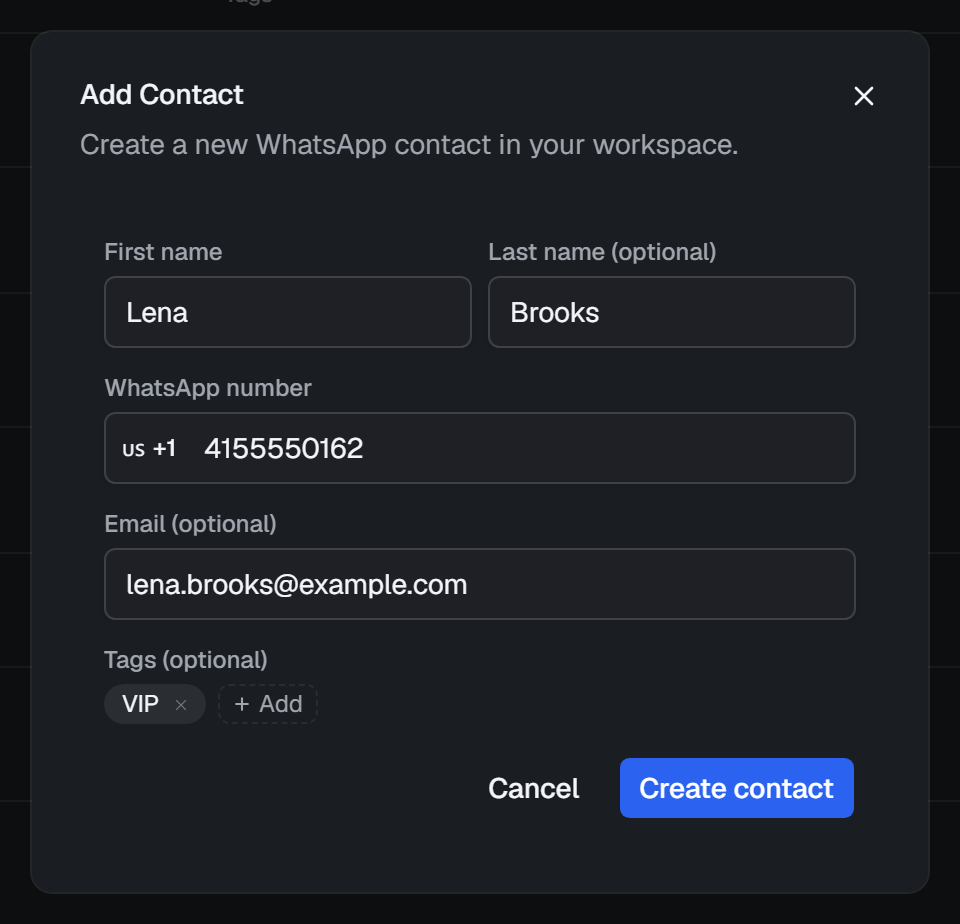 Add Contact
Create a new WhatsApp contact in your workspace.
First name
Last name (optional)
Lena
Brooks
WhatsApp number
US +1 4155550162
Email (optional)
lena.brooks@example.com
Tags (optional)
VIP × + Add
Cancel
Create contact